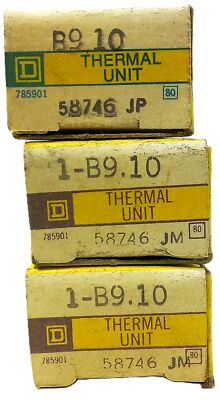 B9.10
THERMAL
UNIT
785901
80
58746 JP
1-B9.10
THERMAL
UNIT
785901
80
58746 JM
1-B9.10
THERMAL
UNIT
785901
80
58746 JM